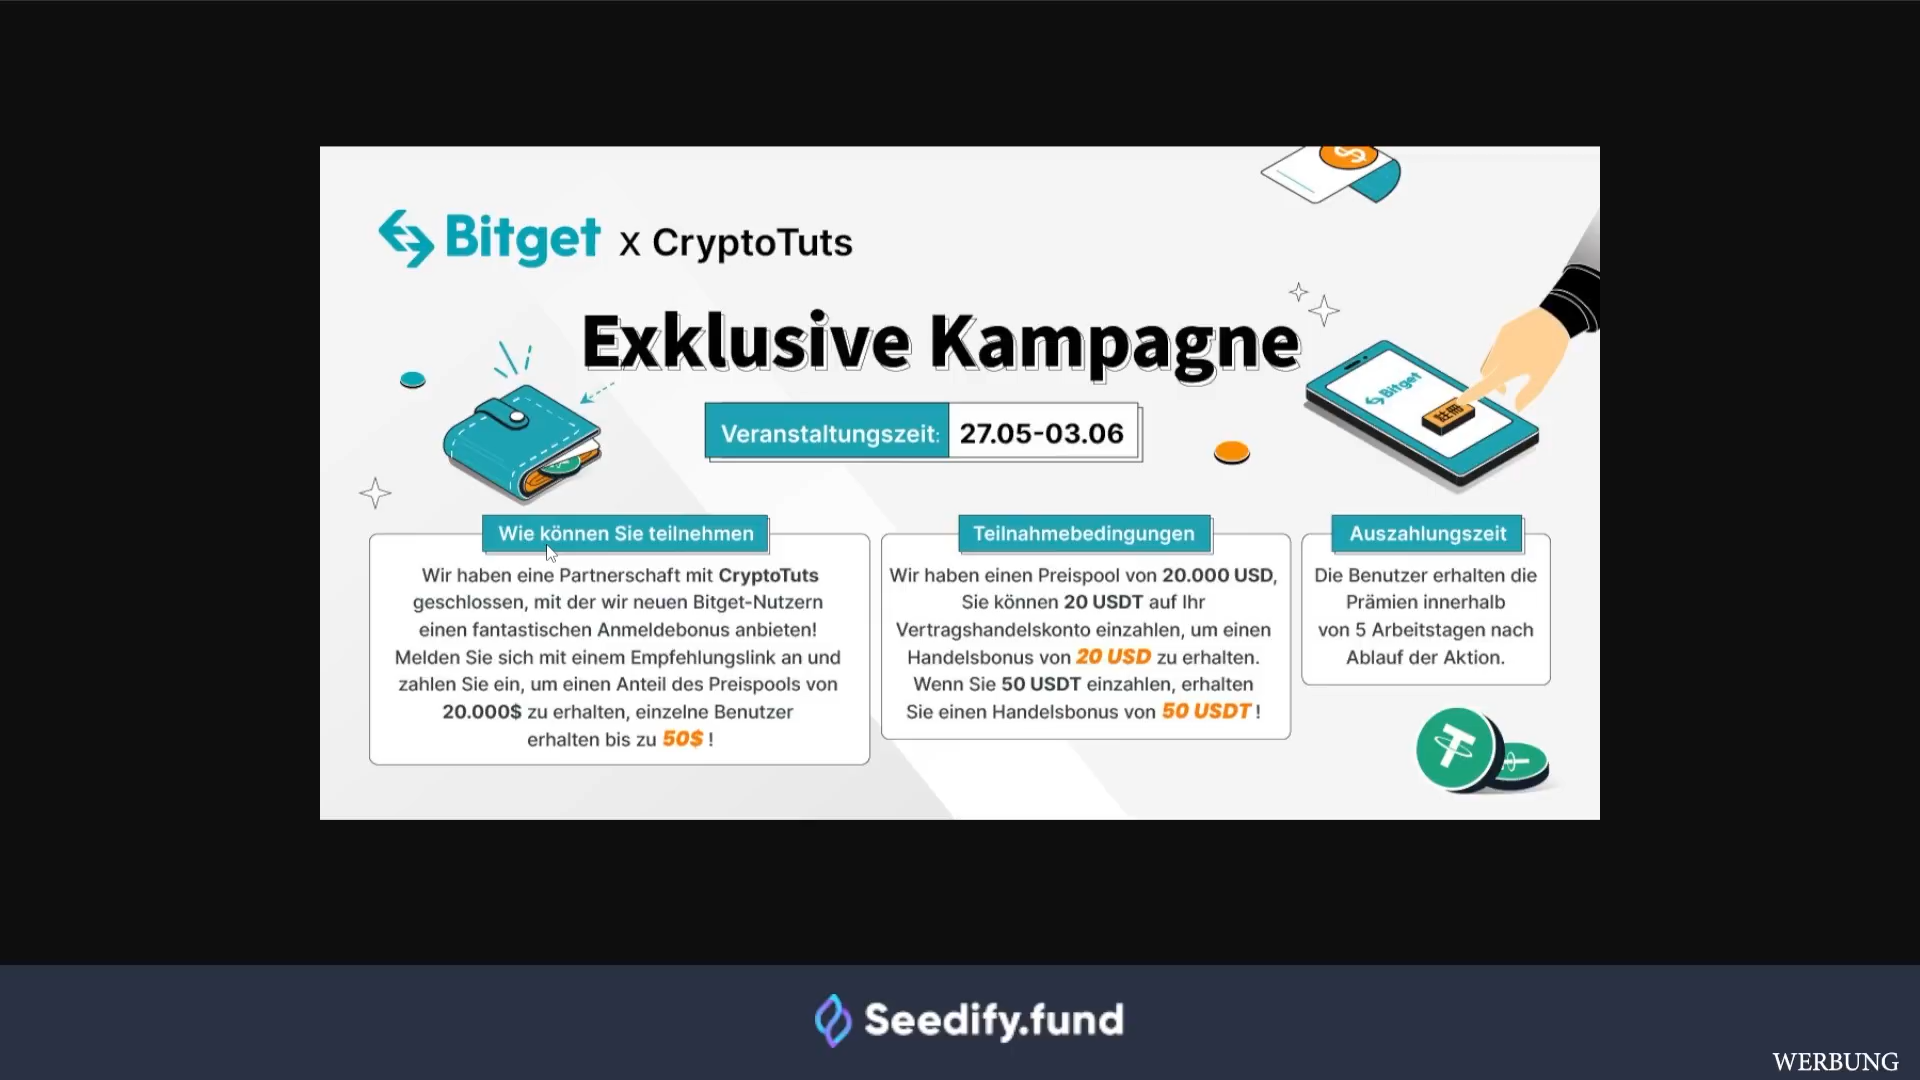 Bitget x CryptoTuts
Exklusive Kampagne
Veranstaltungszeit: 27.05-03.06
Bitget
Wie können Sie teilnehmen
Wir haben eine Partnerschaft mit CryptoTuts
geschlossen, mit der wir neuen Bitget-Nutzern
einen fantastischen Anmeldebonus anbieten!
Melden Sie sich mit einem Empfehlungslink an und
zahlen Sie ein, um einen Anteil des Preispools von
20.000$ zu erhalten, einzelne Benutzer
erhalten bis zu 50$ !
Teilnahmebedingungen
Wir haben einen Preispool von 20.000 USD,
Sie können 20 USDT auf Ihr
Vertragshandelskonto einzahlen, um einen
Handelsbonus von 20 USD zu erhalten.
Wenn Sie 50 USDT einzahlen, erhalten
Sie einen Handelsbonus von 50 USDT !
Auszahlungszeit
Die Benutzer erhalten die
Prämien innerhalb
von 5 Arbeitstagen nach
Ablauf der Aktion.
Seedify.fund
WERBUNG